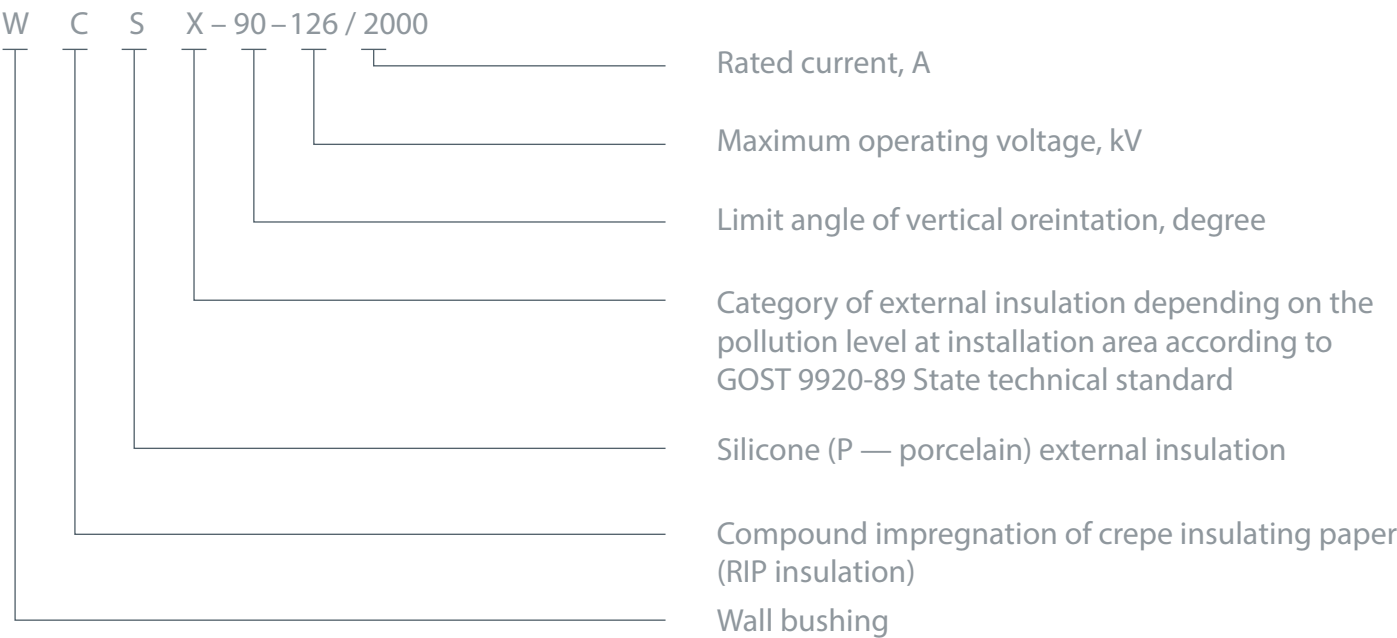 W C S X – 90 – 126 / 2000
Rated current, A
Maximum operating voltage, kV
Limit angle of vertical oreintation, degree
Category of external insulation depending on the
pollution level at installation area according to
GOST 9920-89 State technical standard
Silicone (P — porcelain) external insulation
Compound impregnation of crepe insulating paper
(RIP insulation)
Wall bushing